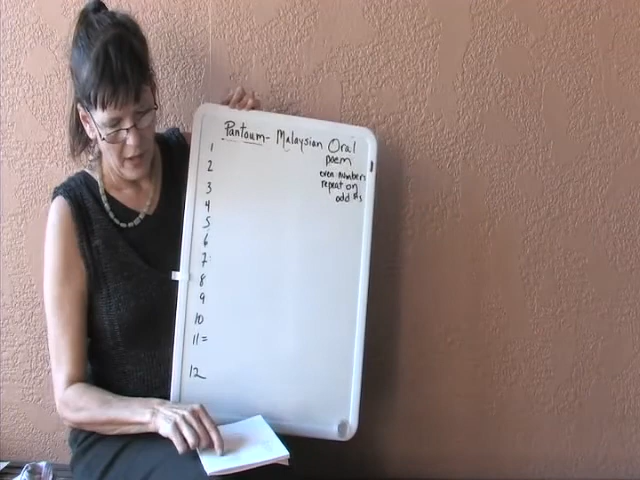 Pantoum - Malaysian Oral
poem
even numbers
repeat on
odd #s
1
2
3
4
5
6
7
8
9
10
11=
12